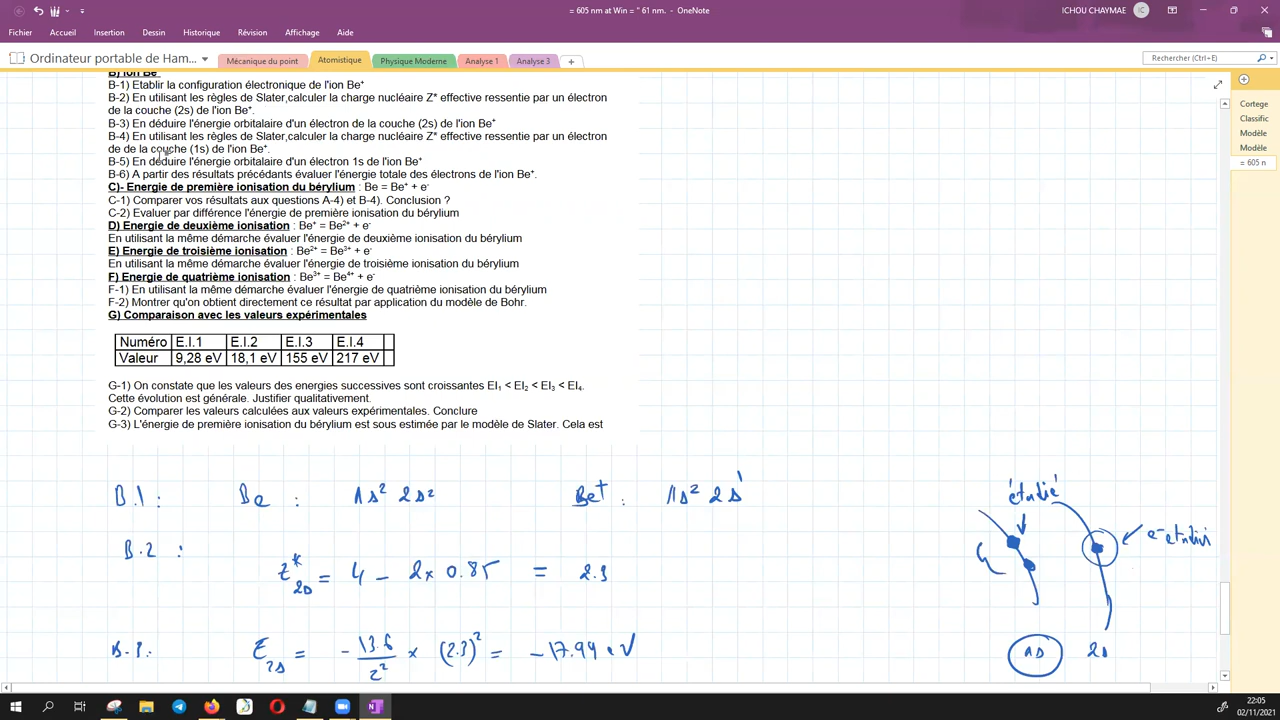 = 605 nm at Win = " 61 nm. - OneNote
ICHOU CHAYMAE
IC
Fichier Accueil Insertion Dessin Historique Révision Affichage Aide
Ordinateur portable de Ham...
Mécanique du point
Atomistique
Physique Moderne
Analyse 1
Analyse 3
Rechercher (Ctrl+E)
B) Ion Be
B-1) Etablir la configuration électronique de l'ion Be⁺
B-2) En utilisant les règles de Slater,calculer la charge nucléaire Z* effective ressentie par un électron
de la couche (2s) de l'ion Be⁺.
B-3) En déduire l'énergie orbitalaire d'un électron de la couche (2s) de l'ion Be⁺
B-4) En utilisant les règles de Slater,calculer la charge nucléaire Z* effective ressentie par un électron
de de la couche (1s) de l'ion Be⁺.
B-5) En déduire l'énergie orbitalaire d'un électron 1s de l'ion Be⁺
B-6) A partir des résultats précédants évaluer l'énergie totale des électrons de l'ion Be⁺.
C)- Energie de première ionisation du bérylium : Be = Be⁺ + e⁻
C-1) Comparer vos résultats aux questions A-4) et B-4). Conclusion ?
C-2) Evaluer par différence l'énergie de première ionisation du bérylium
D) Energie de deuxième ionisation : Be⁺ = Be²⁺ + e⁻
En utilisant la même démarche évaluer l'énergie de deuxième ionisation du bérylium
E) Energie de troisième ionisation : Be²⁺ = Be³⁺ + e⁻
En utilisant la même démarche évaluer l'énergie de troisième ionisation du bérylium
F) Energie de quatrième ionisation : Be³⁺ = Be⁴⁺ + e⁻
F-1) En utilisant la même démarche évaluer l'énergie de quatrième ionisation du bérylium
F-2) Montrer qu'on obtient directement ce résultat par application du modèle de Bohr.
G) Comparaison avec les valeurs expérimentales
Numéro E.I.1 E.I.2 E.I.3 E.I.4
Valeur 9,28 eV 18,1 eV 155 eV 217 eV
G-1) On constate que les valeurs des energies successives sont croissantes EI₁ < EI₂ < EI₃ < EI₄.
Cette évolution est générale. Justifier qualitativement.
G-2) Comparer les valeurs calculées aux valeurs expérimentales. Conclure
G-3) L'énergie de première ionisation du bérylium est sous estimée par le modèle de Slater. Cela est
Cortege
Classific
Modèle
Modèle
= 605 n
B.1 : Be : 1s² 2s² Be⁺ : 1s² 2s¹
B.2 :
Z*₂s = 4 - 2 x 0.85 = 2.3
B.3 : E₂s = -13.6/2² x (2.3)² = -17.99 eV
étudié
e⁻ etudié
1s 2s
22:05
02/11/2021